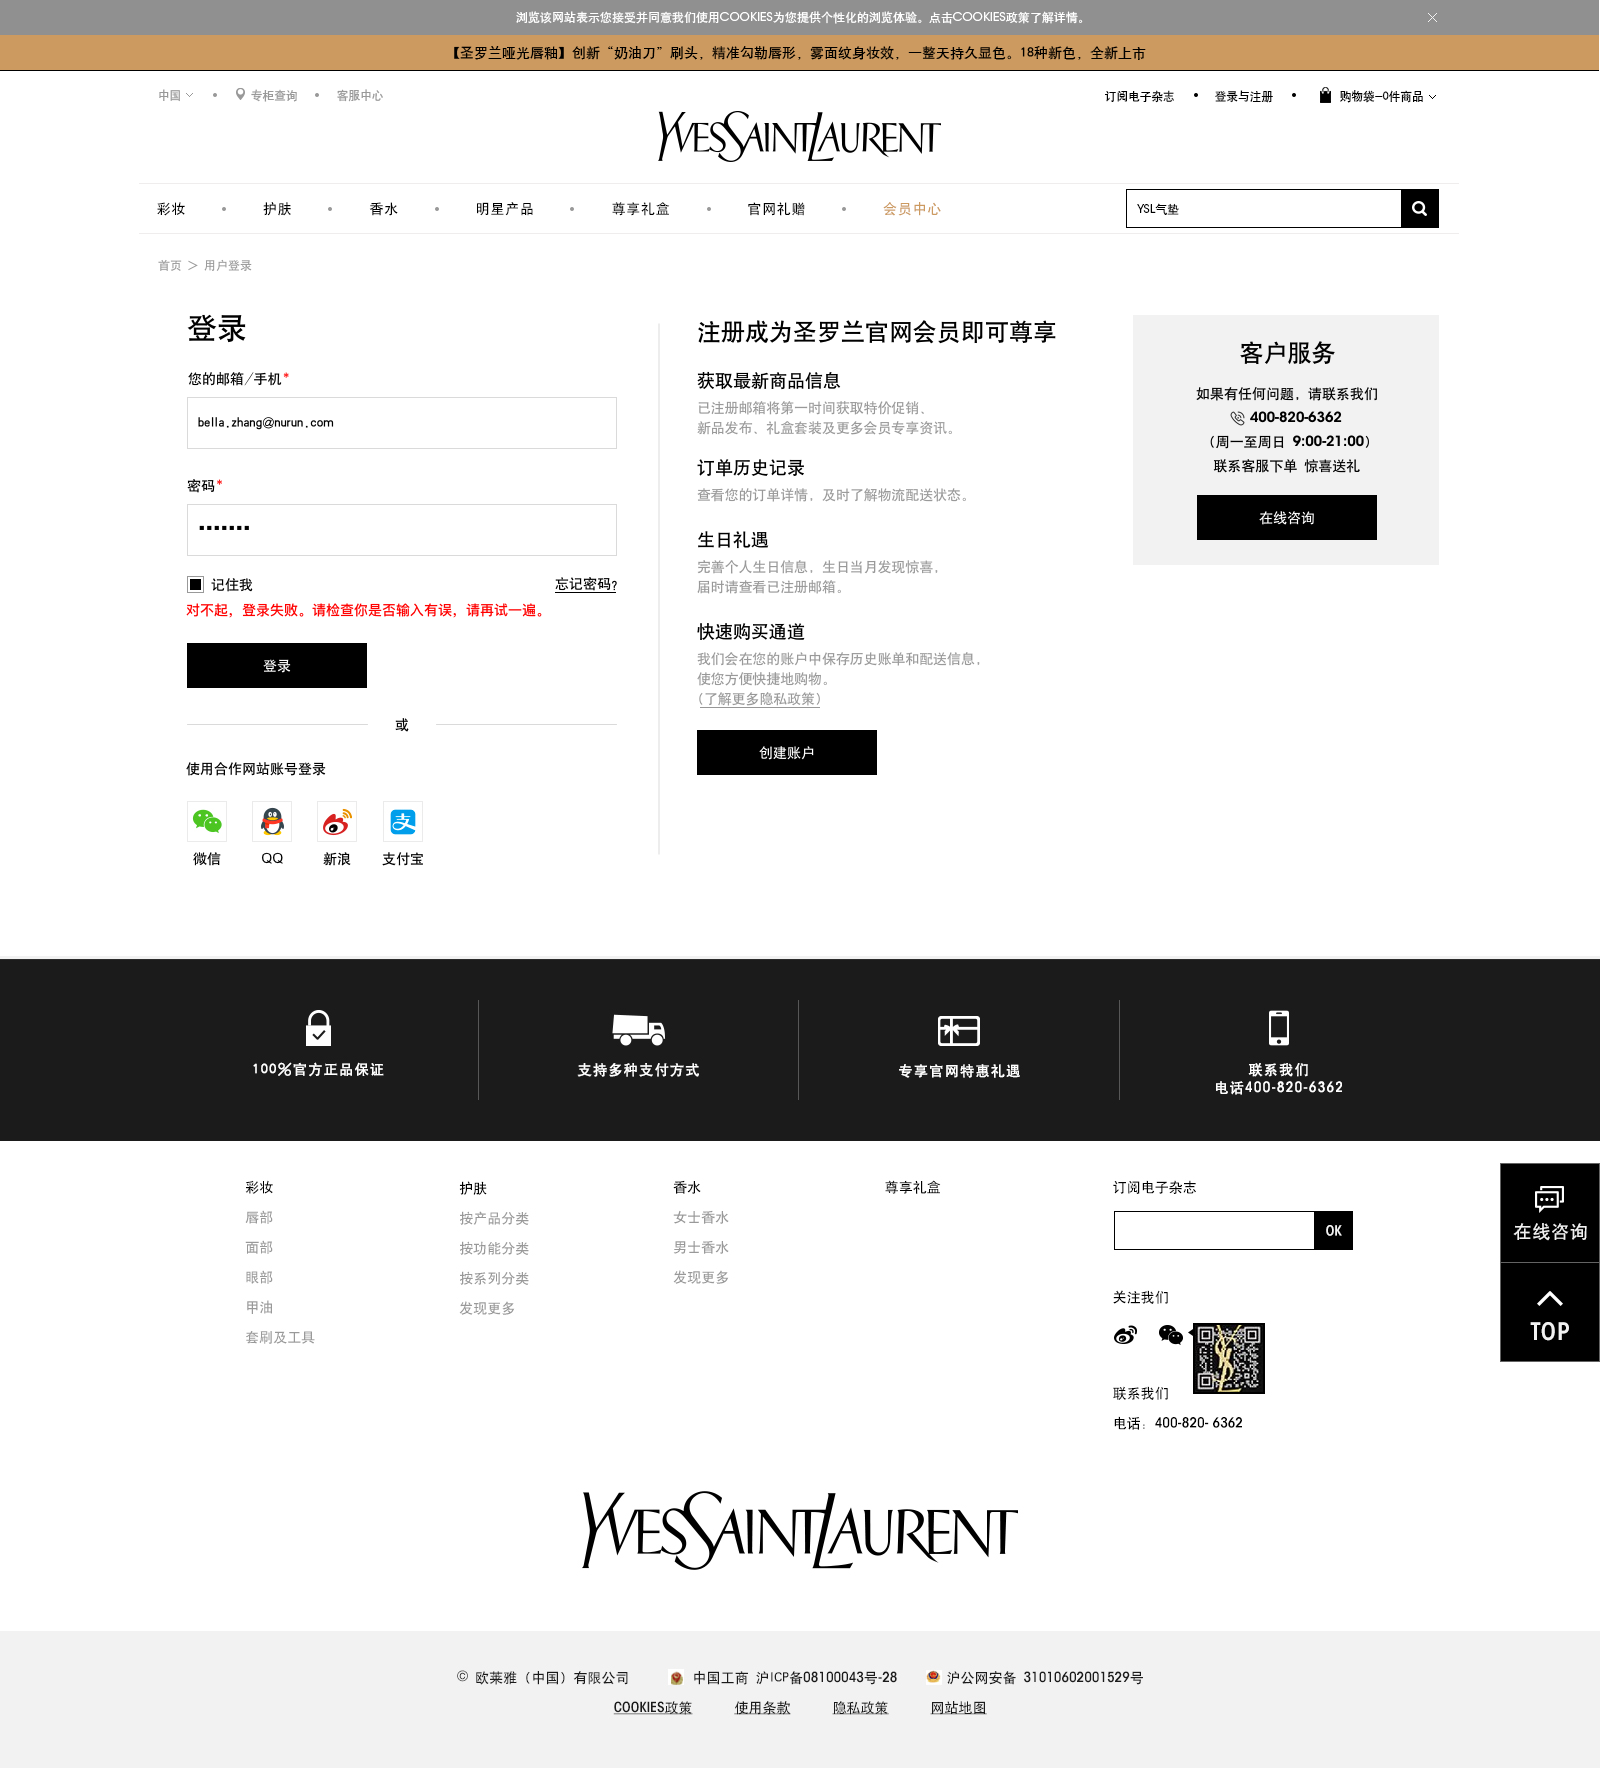 浏览该网站表示您接受并同意我们使用COOKIES为您提供个性化的浏览体验。点击COOKIES政策了解详情。
【圣罗兰哑光唇釉】创新“奶油刀”刷头，精准勾勒唇形，雾面纹身妆效，一整天持久显色。18种新色，全新上市
中国 • 专柜查询 • 客服中心
订阅电子杂志 • 登录与注册 • 购物袋—0件商品
YVESSAINTLAURENT
彩妆 • 护肤 • 香水 • 明星产品 • 尊享礼盒 • 官网礼赠 • 会员中心
YSL气垫
首页 > 用户登录
登录
您的邮箱/手机*
bella.zhang@nurun.com
密码*
记住我
忘记密码?
对不起，登录失败。请检查你是否输入有误，请再试一遍。
登录
或
使用合作网站账号登录
微信
QQ
新浪
支付宝
支
注册成为圣罗兰官网会员即可尊享
获取最新商品信息
已注册邮箱将第一时间获取特价促销、
新品发布、礼盒套装及更多会员专享资讯。
订单历史记录
查看您的订单详情，及时了解物流配送状态。
生日礼遇
完善个人生日信息，生日当月发现惊喜，
届时请查看已注册邮箱。
快速购买通道
我们会在您的账户中保存历史账单和配送信息，
使您方便快捷地购物。
(了解更多隐私政策)
创建账户
客户服务
如果有任何问题，请联系我们
400-820-6362
（周一至周日 9:00-21:00）
联系客服下单 惊喜送礼
在线咨询
100%官方正品保证
支持多种支付方式
专享官网特惠礼遇
联系我们
电话400-820-6362
彩妆
唇部
面部
眼部
甲油
套刷及工具
护肤
按产品分类
按功能分类
按系列分类
发现更多
香水
女士香水
男士香水
发现更多
尊享礼盒
订阅电子杂志
OK
关注我们
联系我们
电话：400-820- 6362
在线咨询
TOP
YVESSAINTLAURENT
© 欧莱雅（中国）有限公司 中国工商 沪ICP备08100043号-28 沪公网安备 31010602001529号
COOKIES政策 使用条款 隐私政策 网站地图